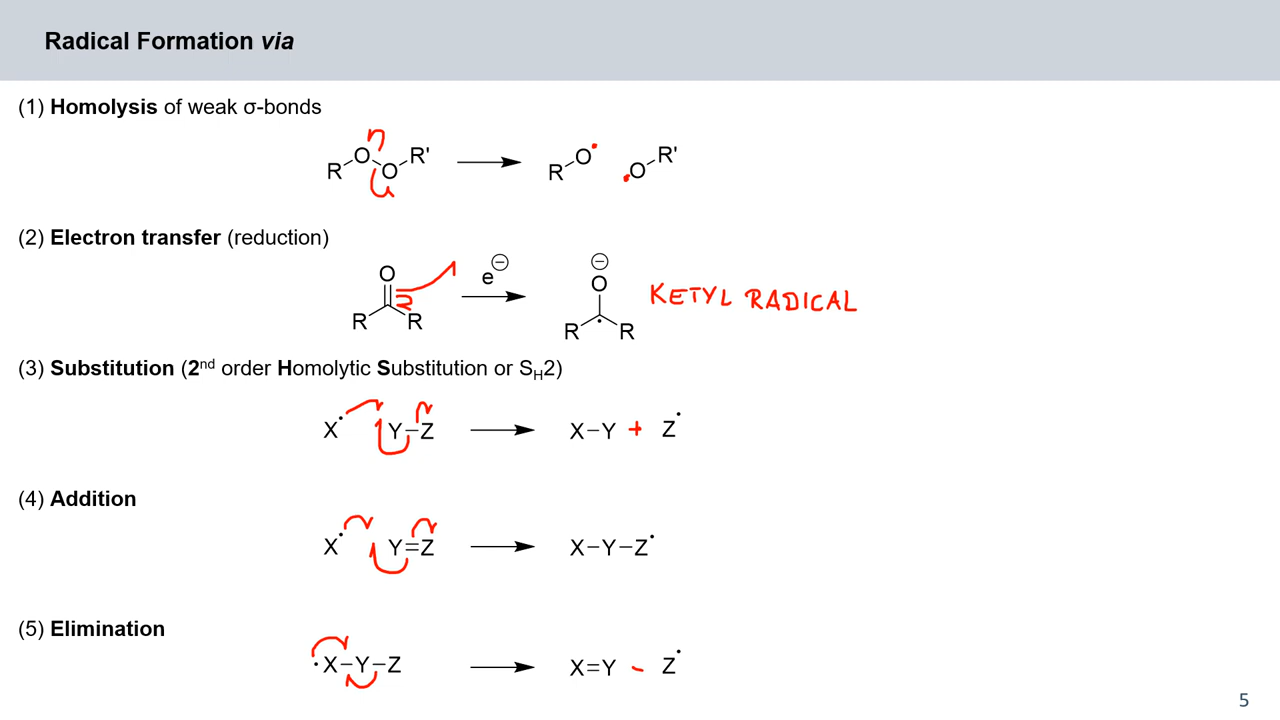 Radical Formation via
(1) Homolysis of weak σ-bonds
R O O R' R O• •O R'
(2) Electron transfer (reduction)
O R R e⊖ ⊖ O R • R KETYL RADICAL
(3) Substitution (2nd order Homolytic Substitution or SH2)
X• Y–Z X–Y + Z•
(4) Addition
X• Y=Z X–Y–Z•
(5) Elimination
•X–Y–Z X=Y - Z•
5